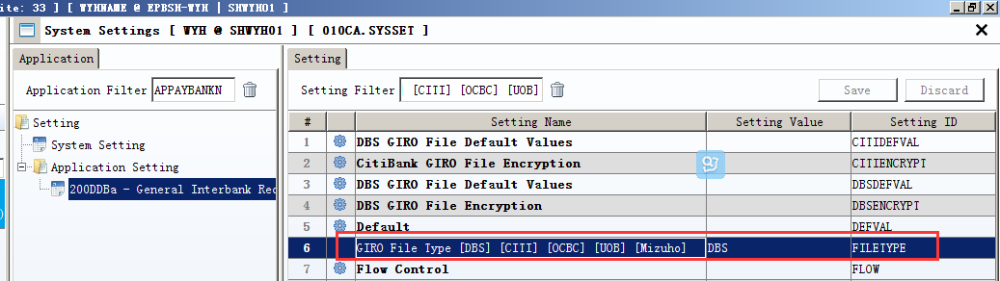 ite: 33 ] [ WYHNAME @ EPBSH-WYH | SHWYH01 ]
System Settings [ WYH @ SHWYH01 ] [ 010CA.SYSSET ]
Application
Application Filter APPAYBANKN
Setting
System Setting
Application Setting
200DDBa - General Interbank Rec
Setting
Setting Filter [CITI] [OCBC] [UOB]
Save
Discard
# Setting Name Setting Value Setting ID
1 DBS GIRO File Default Values CITIDEFVAL
2 CitiBank GIRO File Encryption CITIENCRYPT
3 DBS GIRO File Default Values DBSDEFVAL
4 DBS GIRO File Encryption DBSENCRYPT
5 Default DEFVAL
6 GIRO File Type [DBS] [CITI] [OCBC] [UOB] [Mizuho] DBS FILETYPE
7 Flow Control FLOW